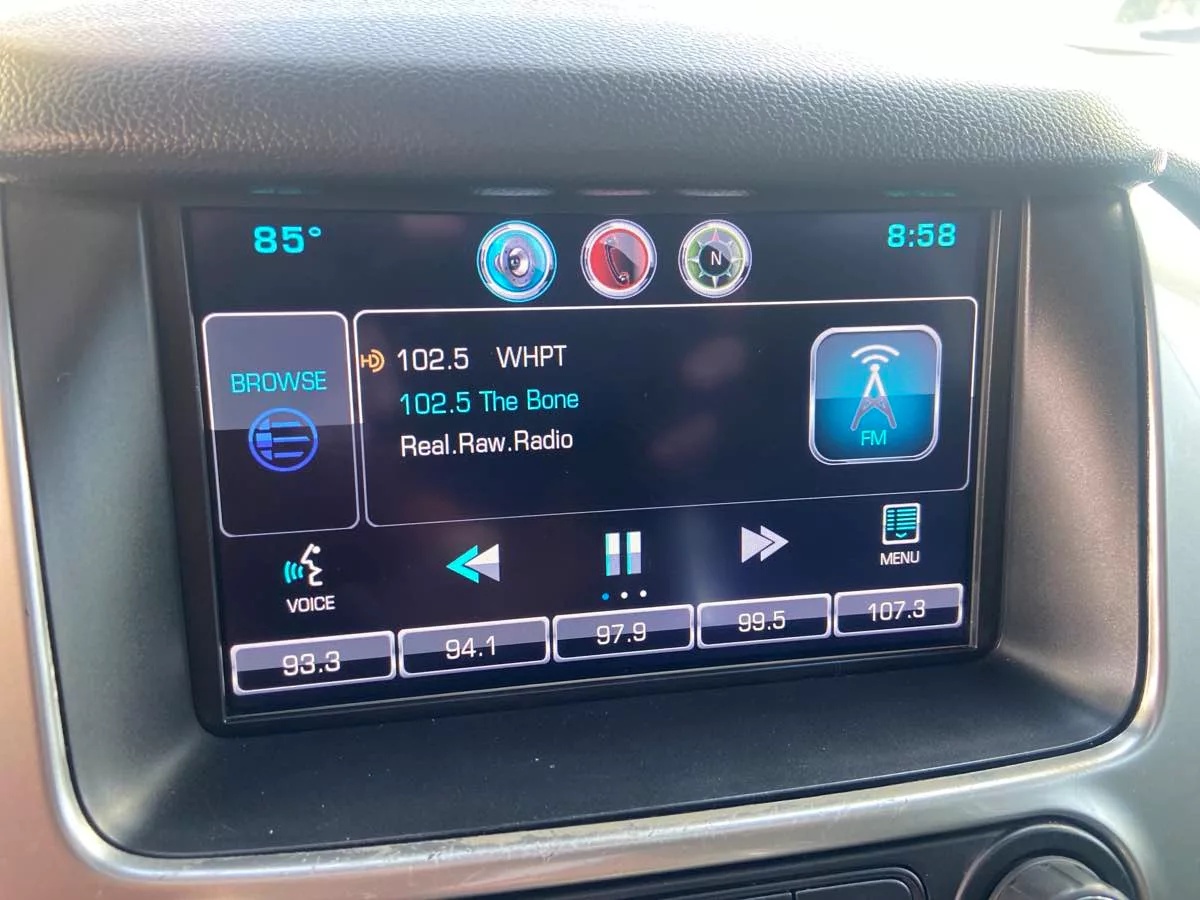 85°
N
8:58
BROWSE
HD 102.5 WHPT
102.5 The Bone
Real.Raw.Radio
FM
VOICE
MENU
93.3
94.1
97.9
99.5
107.3